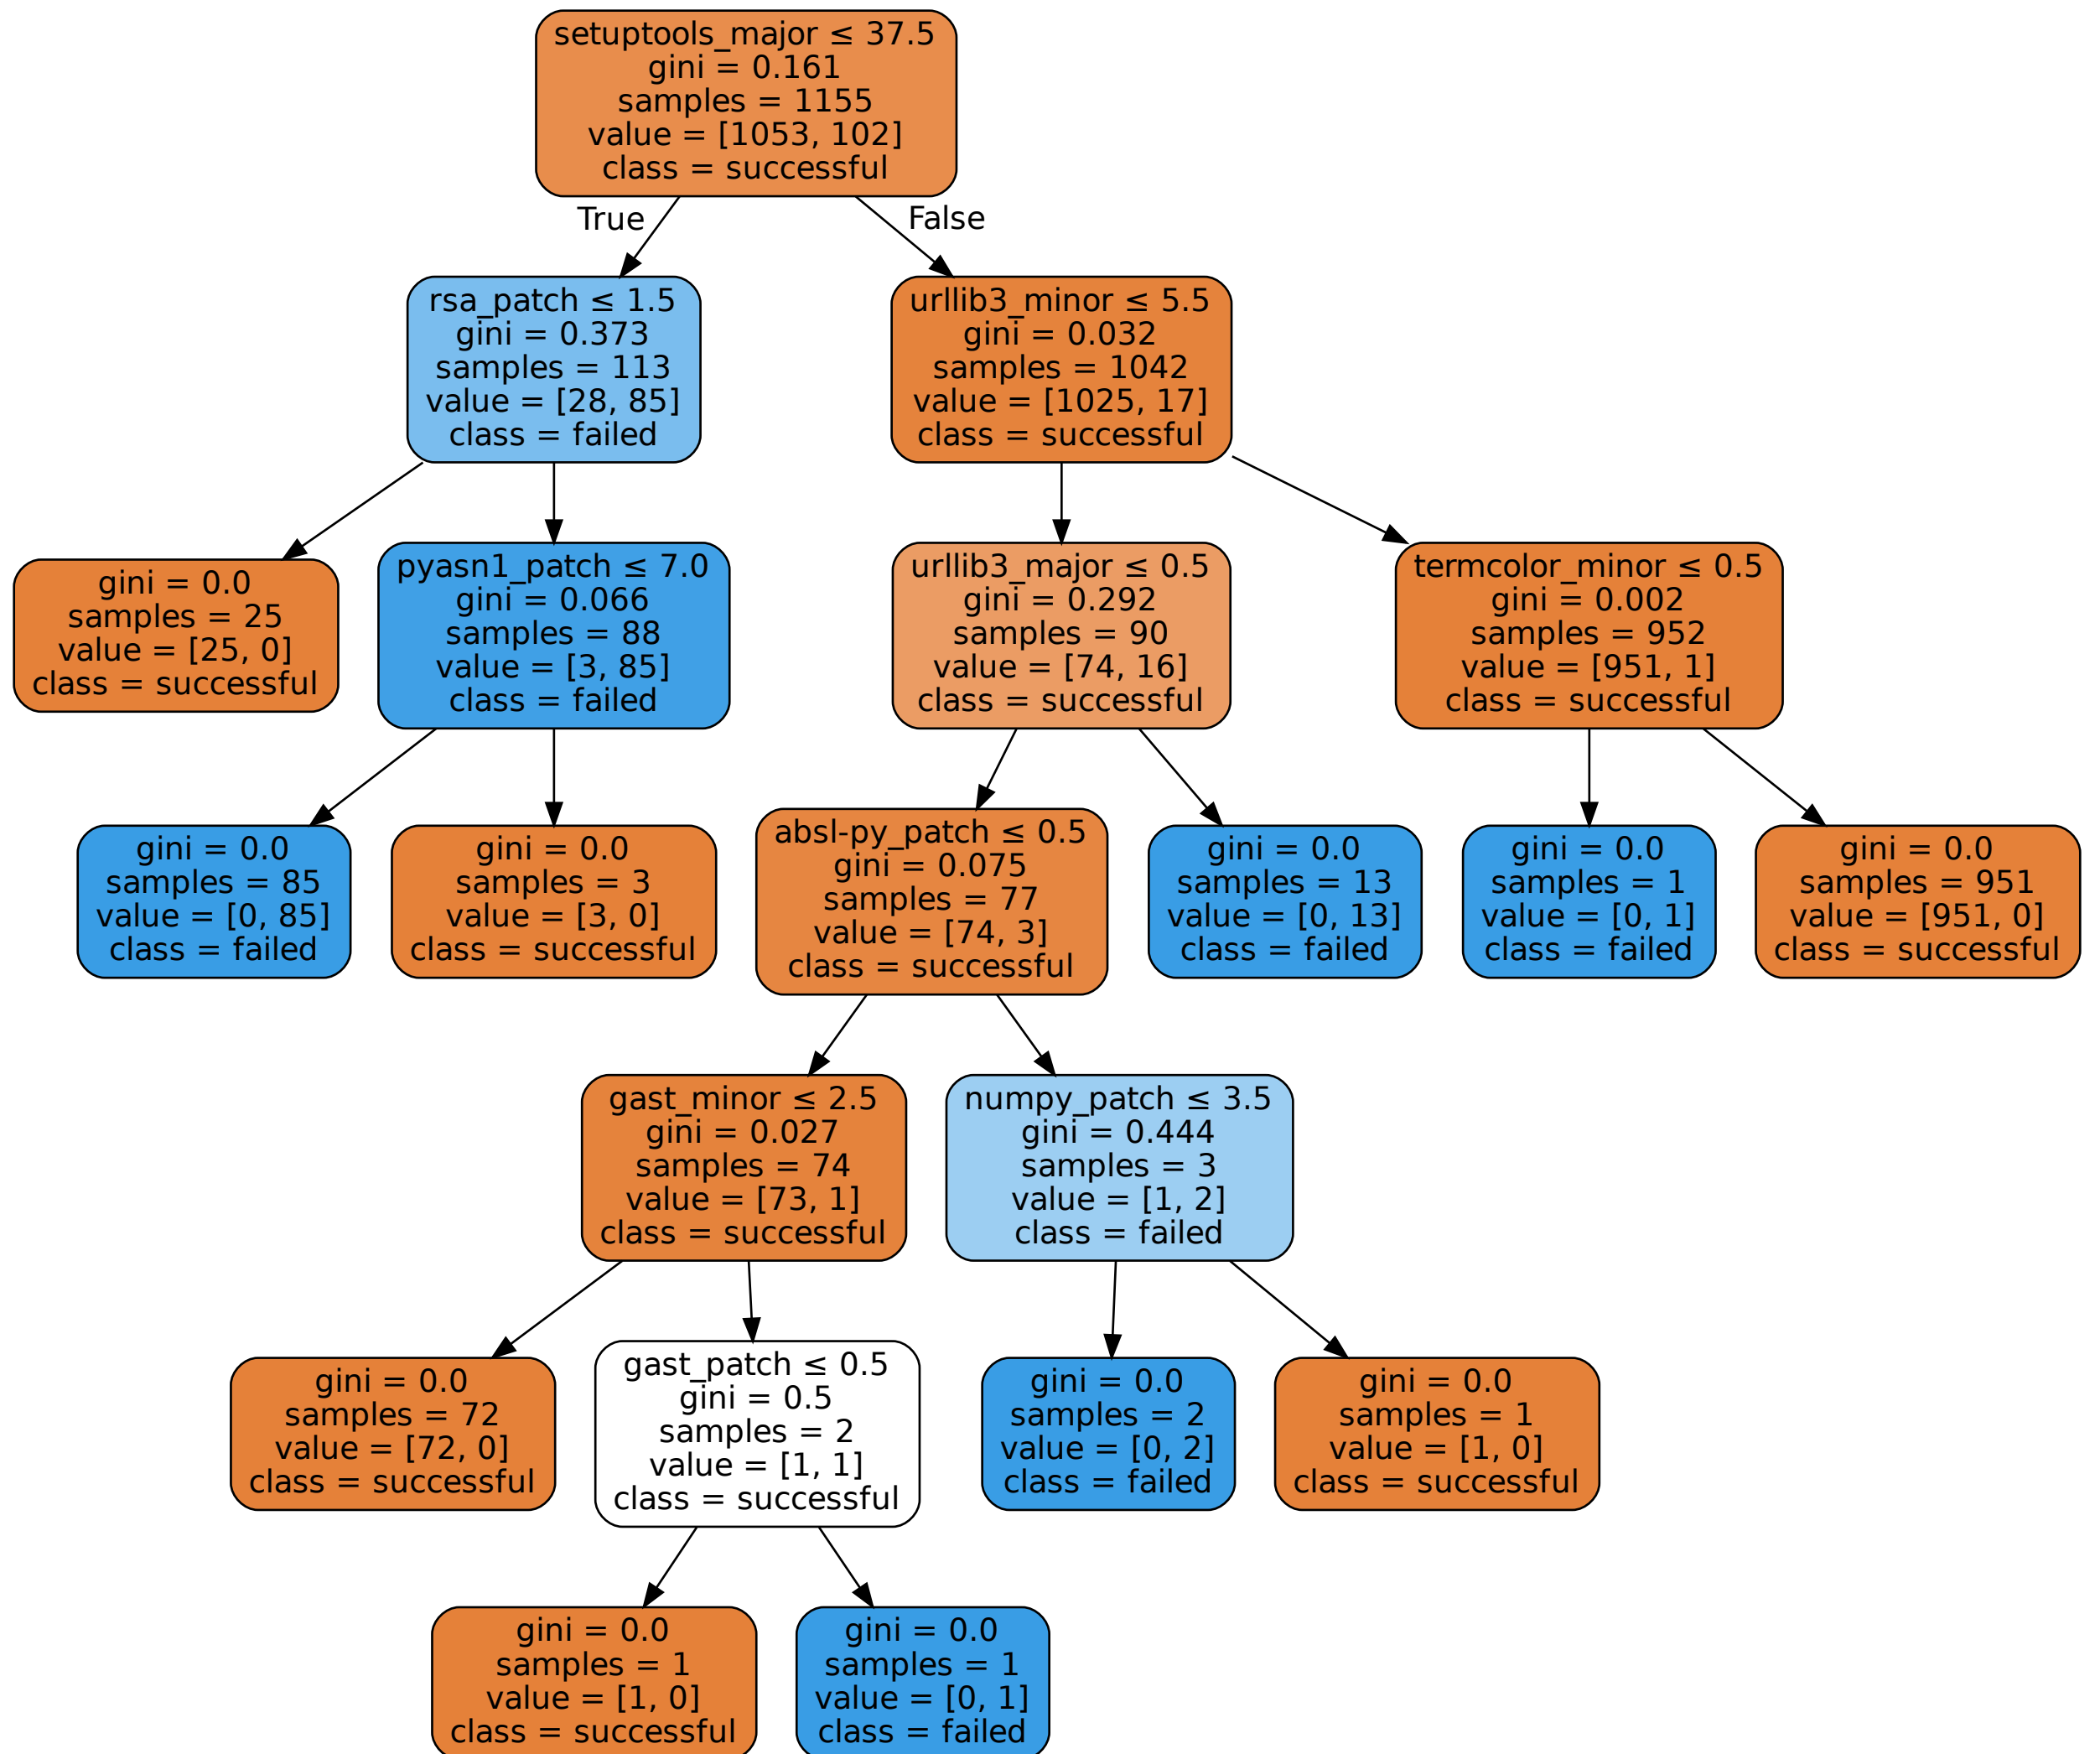 setuptools_major ≤ 37.5
gini = 0.161
samples = 1155
value = [1053, 102]
class = successful
True
False
rsa_patch ≤ 1.5
gini = 0.373
samples = 113
value = [28, 85]
class = failed
urllib3_minor ≤ 5.5
gini = 0.032
samples = 1042
value = [1025, 17]
class = successful
gini = 0.0
samples = 25
value = [25, 0]
class = successful
pyasn1_patch ≤ 7.0
gini = 0.066
samples = 88
value = [3, 85]
class = failed
urllib3_major ≤ 0.5
gini = 0.292
samples = 90
value = [74, 16]
class = successful
termcolor_minor ≤ 0.5
gini = 0.002
samples = 952
value = [951, 1]
class = successful
gini = 0.0
samples = 85
value = [0, 85]
class = failed
gini = 0.0
samples = 3
value = [3, 0]
class = successful
absl-py_patch ≤ 0.5
gini = 0.075
samples = 77
value = [74, 3]
class = successful
gini = 0.0
samples = 13
value = [0, 13]
class = failed
gini = 0.0
samples = 1
value = [0, 1]
class = failed
gini = 0.0
samples = 951
value = [951, 0]
class = successful
gast_minor ≤ 2.5
gini = 0.027
samples = 74
value = [73, 1]
class = successful
numpy_patch ≤ 3.5
gini = 0.444
samples = 3
value = [1, 2]
class = failed
gini = 0.0
samples = 72
value = [72, 0]
class = successful
gast_patch ≤ 0.5
gini = 0.5
samples = 2
value = [1, 1]
class = successful
gini = 0.0
samples = 2
value = [0, 2]
class = failed
gini = 0.0
samples = 1
value = [1, 0]
class = successful
gini = 0.0
samples = 1
value = [1, 0]
class = successful
gini = 0.0
samples = 1
value = [0, 1]
class = failed